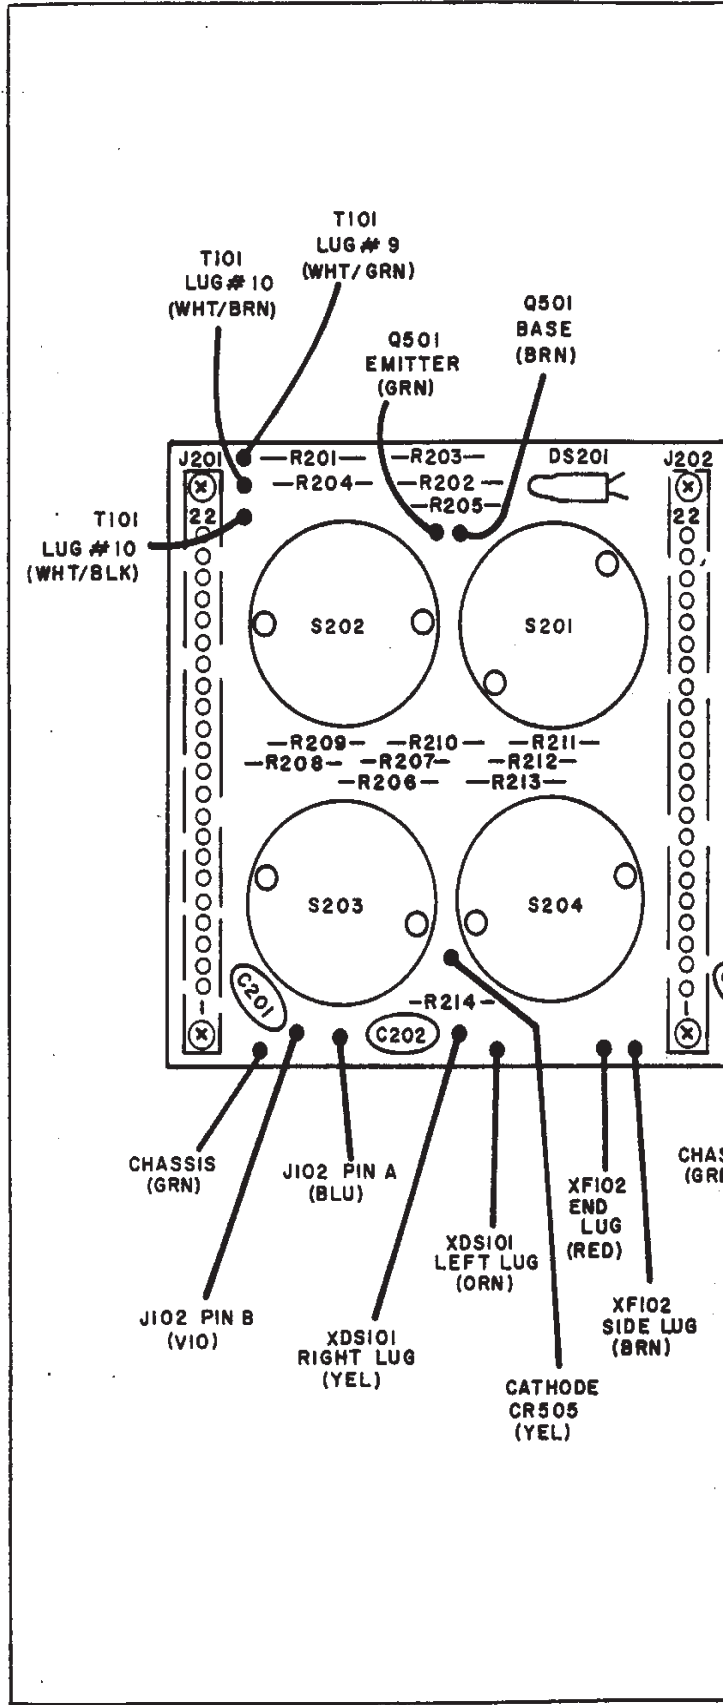 T101
LUG # 9
(WHT/GRN)
T101
LUG # 10
(WHT/BRN)
Q501
BASE
(BRN)
Q501
EMITTER
(GRN)
J201
R201
R203
DS201
J202
R204
R202
R205
22
22
T101
LUG # 10
(WHT/BLK)
S202
S201
R209
R210
R211
R208
R207
R212
R206
R213
S203
S204
C201
R214
1
1
C202
CHASSIS
(GRN)
J102 PIN A
(BLU)
XF102
END
LUG
(RED)
XDS101
LEFT LUG
(ORN)
J102 PIN B
(VIO)
XDS101
RIGHT LUG
(YEL)
XF102
SIDE LUG
(BRN)
CATHODE
CR505
(YEL)